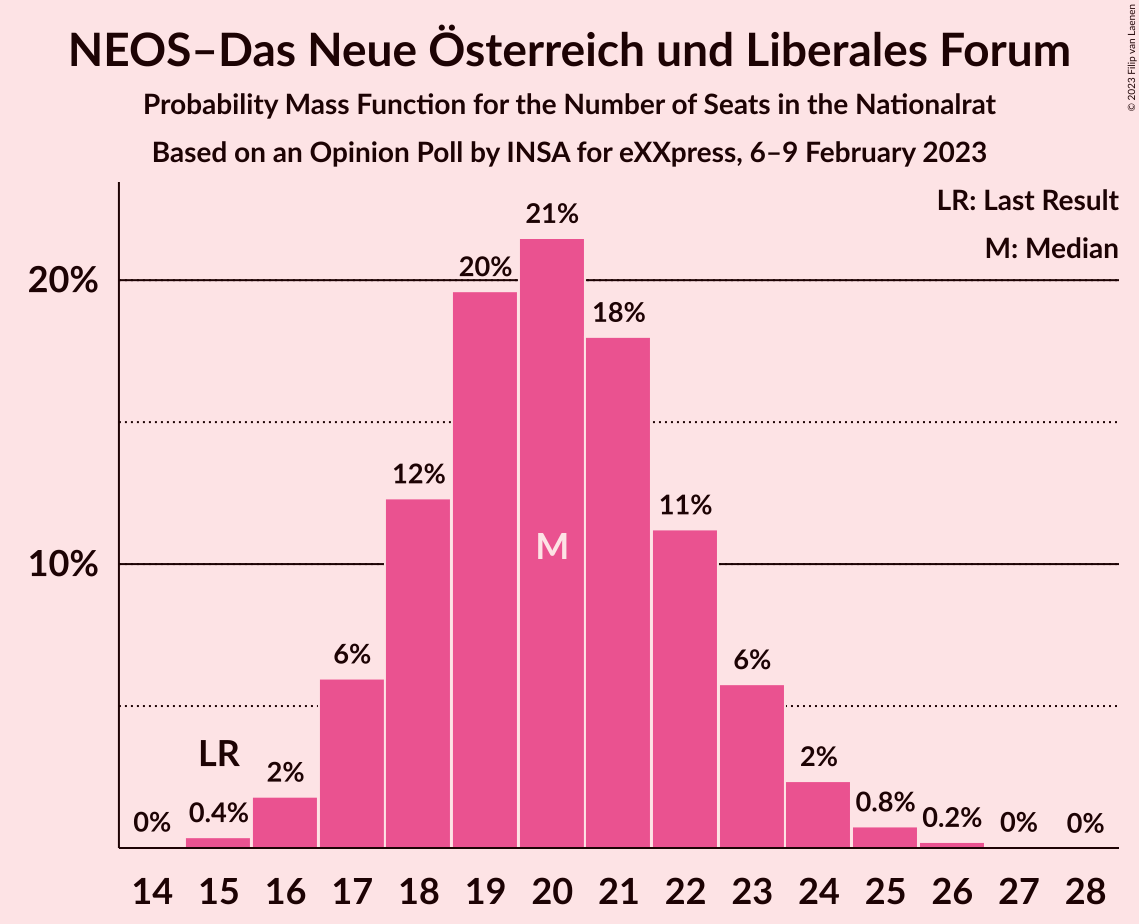 NEOS–Das Neue Österreich und Liberales Forum
Probability Mass Function for the Number of Seats in the Nationalrat
Based on an Opinion Poll by INSA for eXXpress, 6–9 February 2023
© 2023 Filip van Laenen
LR: Last Result
M: Median
20%
10%
0%
0.4%
LR
2%
6%
12%
20%
21%
M
18%
11%
6%
2%
0.8%
0.2%
0%
0%
14 15 16 17 18 19 20 21 22 23 24 25 26 27 28